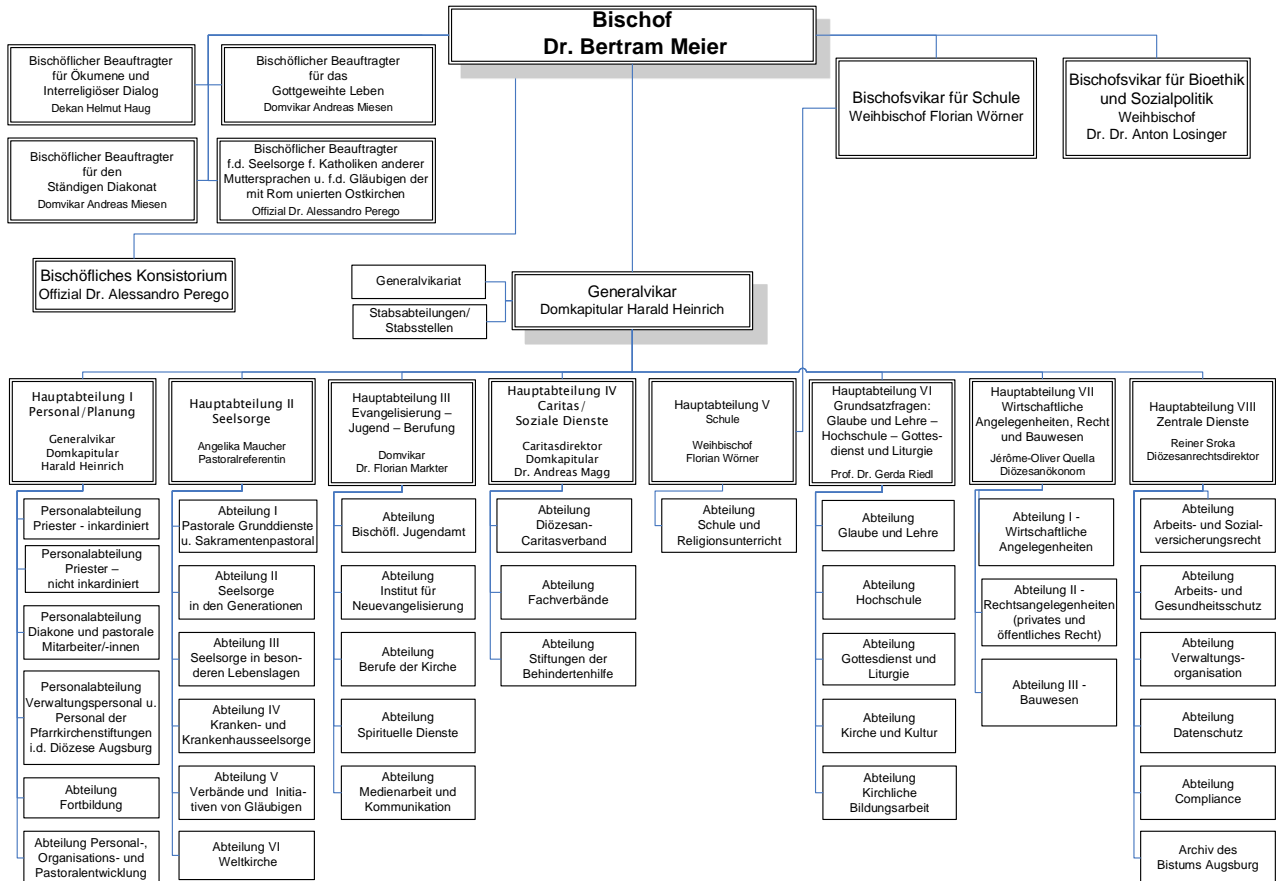 Bischof
Dr. Bertram Meier
Bischöflicher Beauftragter
für Ökumene und
Interreligiöser Dialog
Dekan Helmut Haug
Bischöflicher Beauftragter
für das
Gottgeweihte Leben
Domvikar Andreas Miesen
Bischofsvikar für Schule
Weihbischof Florian Wörner
Bischofsvikar für Bioethik
und Sozialpolitik
Weihbischof
Dr. Dr. Anton Losinger
Bischöflicher Beauftragter
für den
Ständigen Diakonat
Domvikar Andreas Miesen
Bischöflicher Beauftragter
f.d. Seelsorge f. Katholiken anderer
Muttersprachen u. f.d. Gläubigen der
mit Rom unierten Ostkirchen
Offizial Dr. Alessandro Perego
Bischöfliches Konsistorium
Offizial Dr. Alessandro Perego
Generalvikariat
Stabsabteilungen/
Stabsstellen
Generalvikar
Domkapitular Harald Heinrich
Hauptabteilung I
Personal/Planung
Generalvikar
Domkapitular
Harald Heinrich
Personalabteilung
Priester - inkardiniert
Personalabteilung
Priester –
nicht inkardiniert
Personalabteilung
Diakone und pastorale
Mitarbeiter/-innen
Personalabteilung
Verwaltungspersonal u.
Personal der
Pfarrkirchenstiftungen
i.d. Diözese Augsburg
Abteilung
Fortbildung
Abteilung Personal-,
Organisations- und
Pastoralentwicklung
Hauptabteilung II
Seelsorge
Angelika Maucher
Pastoralreferentin
Abteilung I
Pastorale Grunddienste
u. Sakramentenpastoral
Abteilung II
Seelsorge
in den Generationen
Abteilung III
Seelsorge in beson-
deren Lebenslagen
Abteilung IV
Kranken- und
Krankenhausseelsorge
Abteilung V
Verbände und Initia-
tiven von Gläubigen
Abteilung VI
Weltkirche
Hauptabteilung III
Evangelisierung –
Jugend – Berufung
Domvikar
Dr. Florian Markter
Abteilung
Bischöfl. Jugendamt
Abteilung
Institut für
Neuevangelisierung
Abteilung
Berufe der Kirche
Abteilung
Spirituelle Dienste
Abteilung
Medienarbeit und
Kommunikation
Hauptabteilung IV
Caritas/
Soziale Dienste
Caritasdirektor
Domkapitular
Dr. Andreas Magg
Abteilung
Diözesan-
Caritasverband
Abteilung
Fachverbände
Abteilung
Stiftungen der
Behindertenhilfe
Hauptabteilung V
Schule
Weihbischof
Florian Wörner
Abteilung
Schule und
Religionsunterricht
Hauptabteilung VI
Grundsatzfragen:
Glaube und Lehre –
Hochschule – Gottes-
dienst und Liturgie
Prof. Dr. Gerda Riedl
Abteilung
Glaube und Lehre
Abteilung
Hochschule
Abteilung
Gottesdienst und
Liturgie
Abteilung
Kirche und Kultur
Abteilung
Kirchliche
Bildungsarbeit
Hauptabteilung VII
Wirtschaftliche
Angelegenheiten, Recht
und Bauwesen
Jérôme-Oliver Quella
Diözesanökonom
Abteilung I -
Wirtschaftliche
Angelegenheiten
Abteilung II -
Rechtsangelegenheiten
(privates und
öffentliches Recht)
Abteilung III -
Bauwesen
Hauptabteilung VIII
Zentrale Dienste
Reiner Sroka
Diözesanrechtsdirektor
Abteilung
Arbeits- und Sozial-
versicherungsrecht
Abteilung
Arbeits- und
Gesundheitsschutz
Abteilung
Verwaltungs-
organisation
Abteilung
Datenschutz
Abteilung
Compliance
Archiv des
Bistums Augsburg